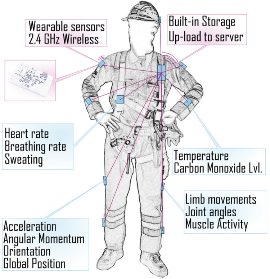 Wearable sensors
2.4 GHz Wireless
Built-in Storage
Up-load to server
Heart rate
Breathing rate
Sweating
Temperature
Carbon Monoxide Lvl.
Limb movements
Joint angles
Muscle Activity
Acceleration
Angular Momentum
Orientation
Global Position